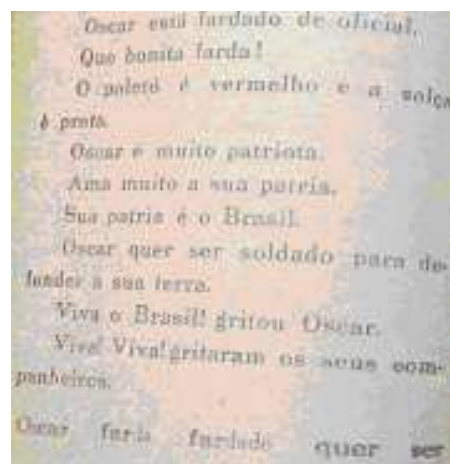 Oscar está fardado de oficial.
Que bonita farda!
O paletó é vermelho e a calça
é preta.
Oscar é muito patriota.
Ama muito a sua patria.
Sua patria é o Brasil.
Oscar quer ser soldado para de-
fender a sua terra.
Viva o Brasil! gritou Oscar.
Viva! Viva! gritaram os seus com-
panheiros.
Oscar farda fardado quer ser